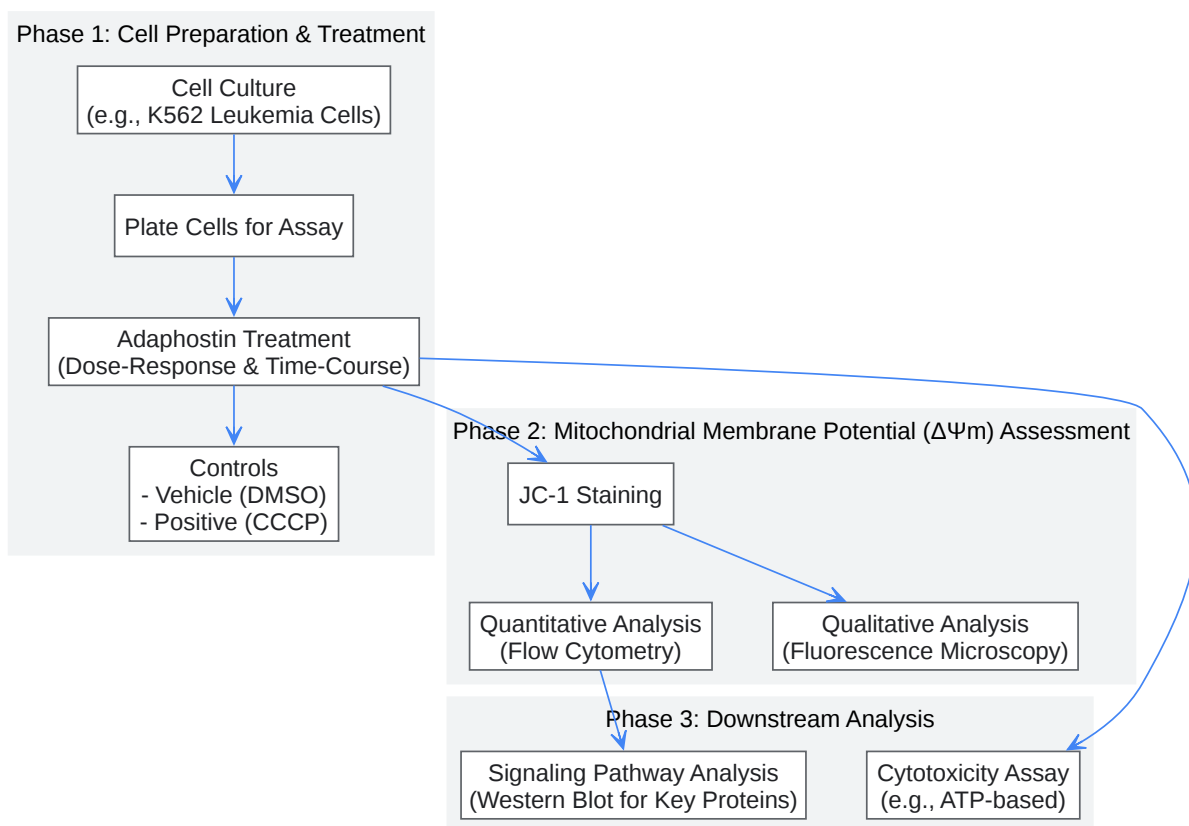 Phase 1: Cell Preparation & Treatment
Cell Culture
(e.g., K562 Leukemia Cells)
Plate Cells for Assay
Adaphostin Treatment
(Dose-Response & Time-Course)
Controls
- Vehicle (DMSO)
- Positive (CCCP)
Phase 2: Mitochondrial Membrane Potential (ΔΨm) Assessment
JC-1 Staining
Quantitative Analysis
(Flow Cytometry)
Qualitative Analysis
(Fluorescence Microscopy)
Phase 3: Downstream Analysis
Signaling Pathway Analysis
(Western Blot for Key Proteins)
Cytotoxicity Assay
(e.g., ATP-based)